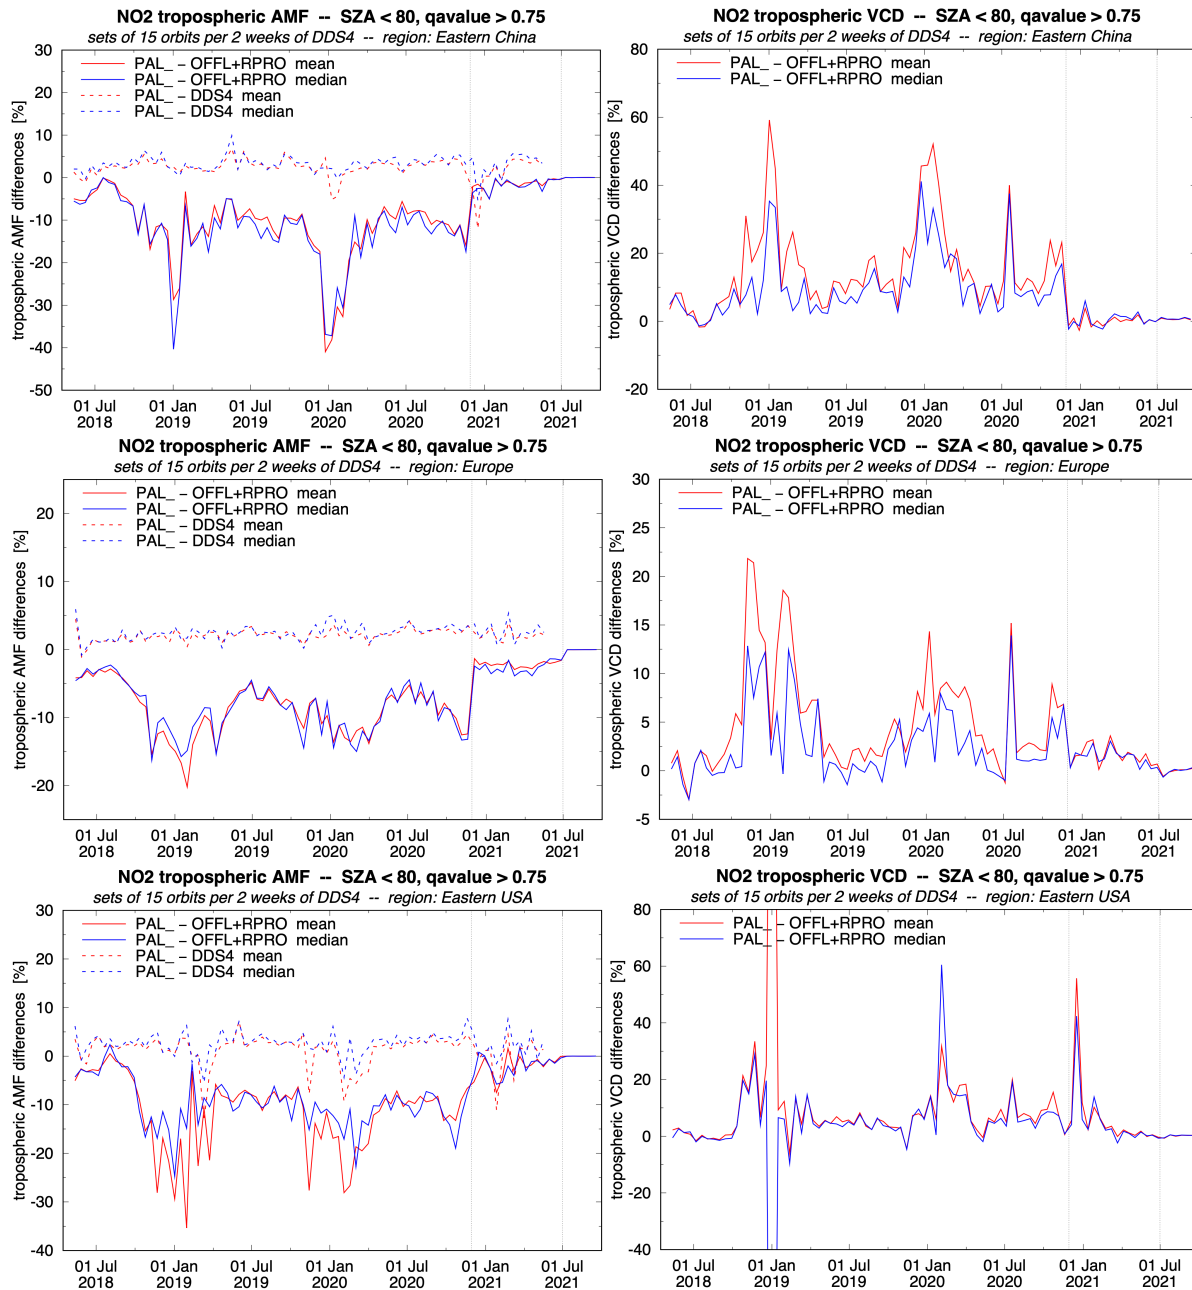 NO2 tropospheric AMF -- SZA < 80, qavalue > 0.75
sets of 15 orbits per 2 weeks of DDS4 -- region: Eastern China
tropospheric AMF differences [%]
30
20
10
0
-10
-20
-30
-40
-50
PAL_ – OFFL+RPRO mean
PAL_ – OFFL+RPRO median
PAL_ – DDS4 mean
PAL_ – DDS4 median
01 Jul 01 Jan 01 Jul 01 Jan 01 Jul 01 Jan 01 Jul
2018 2019 2019 2020 2020 2021 2021
NO2 tropospheric VCD -- SZA < 80, qavalue > 0.75
sets of 15 orbits per 2 weeks of DDS4 -- region: Eastern China
tropospheric VCD differences [%]
80
60
40
20
0
-20
PAL_ – OFFL+RPRO mean
PAL_ – OFFL+RPRO median
01 Jul 01 Jan 01 Jul 01 Jan 01 Jul 01 Jan 01 Jul
2018 2019 2019 2020 2020 2021 2021
NO2 tropospheric AMF -- SZA < 80, qavalue > 0.75
sets of 15 orbits per 2 weeks of DDS4 -- region: Europe
tropospheric AMF differences [%]
20
10
0
-10
-20
PAL_ – OFFL+RPRO mean
PAL_ – OFFL+RPRO median
PAL_ – DDS4 mean
PAL_ – DDS4 median
01 Jul 01 Jan 01 Jul 01 Jan 01 Jul 01 Jan 01 Jul
2018 2019 2019 2020 2020 2021 2021
NO2 tropospheric VCD -- SZA < 80, qavalue > 0.75
sets of 15 orbits per 2 weeks of DDS4 -- region: Europe
tropospheric VCD differences [%]
30
25
20
15
10
5
0
-5
PAL_ – OFFL+RPRO mean
PAL_ – OFFL+RPRO median
01 Jul 01 Jan 01 Jul 01 Jan 01 Jul 01 Jan 01 Jul
2018 2019 2019 2020 2020 2021 2021
NO2 tropospheric AMF -- SZA < 80, qavalue > 0.75
sets of 15 orbits per 2 weeks of DDS4 -- region: Eastern USA
tropospheric AMF differences [%]
30
20
10
0
-10
-20
-30
-40
PAL_ – OFFL+RPRO mean
PAL_ – OFFL+RPRO median
PAL_ – DDS4 mean
PAL_ – DDS4 median
01 Jul 01 Jan 01 Jul 01 Jan 01 Jul 01 Jan 01 Jul
2018 2019 2019 2020 2020 2021 2021
NO2 tropospheric VCD -- SZA < 80, qavalue > 0.75
sets of 15 orbits per 2 weeks of DDS4 -- region: Eastern USA
tropospheric VCD differences [%]
80
60
40
20
0
-20
-40
PAL_ – OFFL+RPRO mean
PAL_ – OFFL+RPRO median
01 Jul 01 Jan 01 Jul 01 Jan 01 Jul 01 Jan 01 Jul
2018 2019 2019 2020 2020 2021 2021